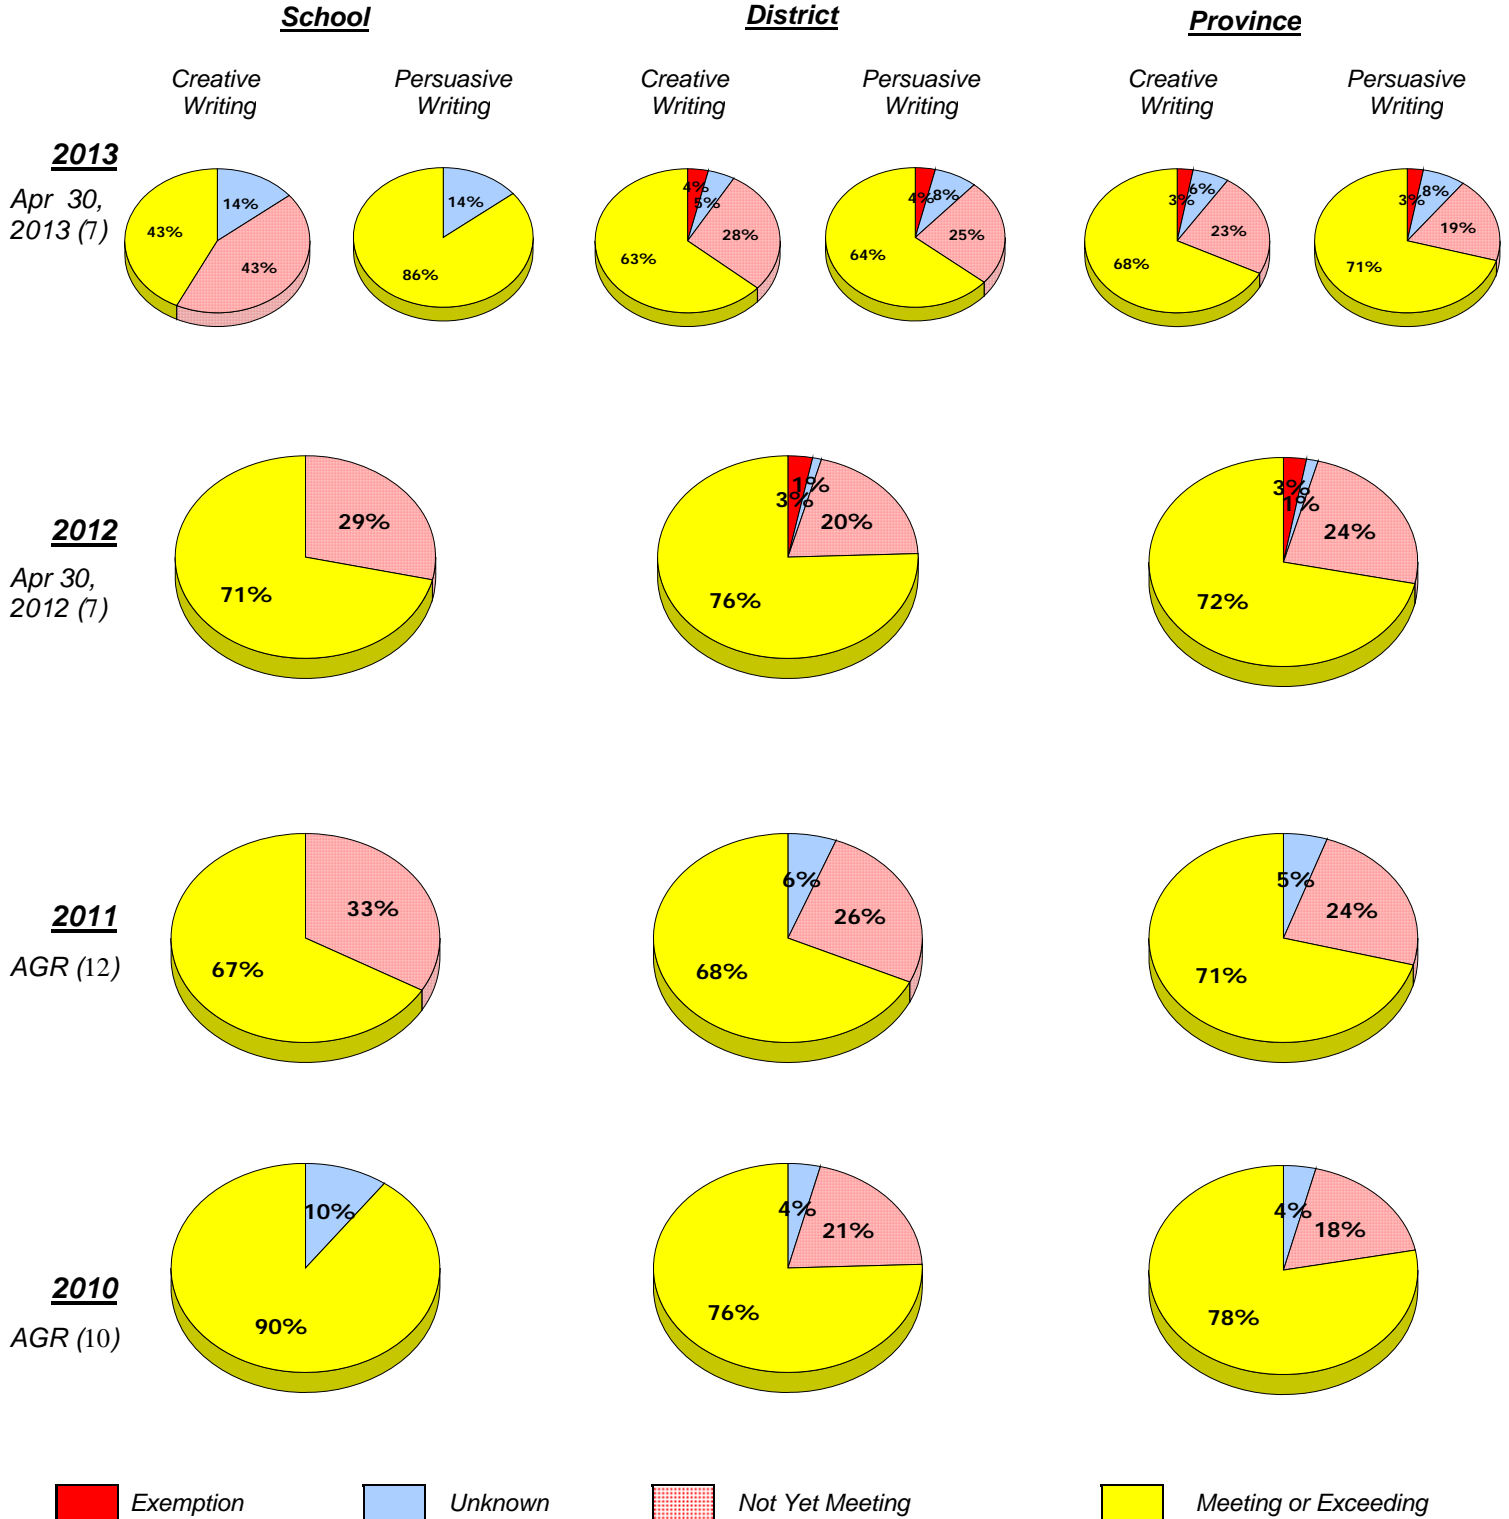 School
District
Province
Creative
Writing
Persuasive
Writing
Creative
Writing
Persuasive
Writing
Creative
Writing
Persuasive
Writing
2013
Apr 30,
2013 (7)
14%
43%
43%
14%
86%
4%
5%
28%
63%
4%
8%
25%
64%
3%
6%
23%
68%
3%
8%
19%
71%
2012
Apr 30,
2012 (7)
29%
71%
3%
1%
20%
76%
3%
1%
24%
72%
2011
AGR (12)
33%
67%
6%
26%
68%
5%
24%
71%
2010
AGR (10)
10%
90%
4%
21%
76%
4%
18%
78%
Exemption
Unknown
Not Yet Meeting
Meeting or Exceeding